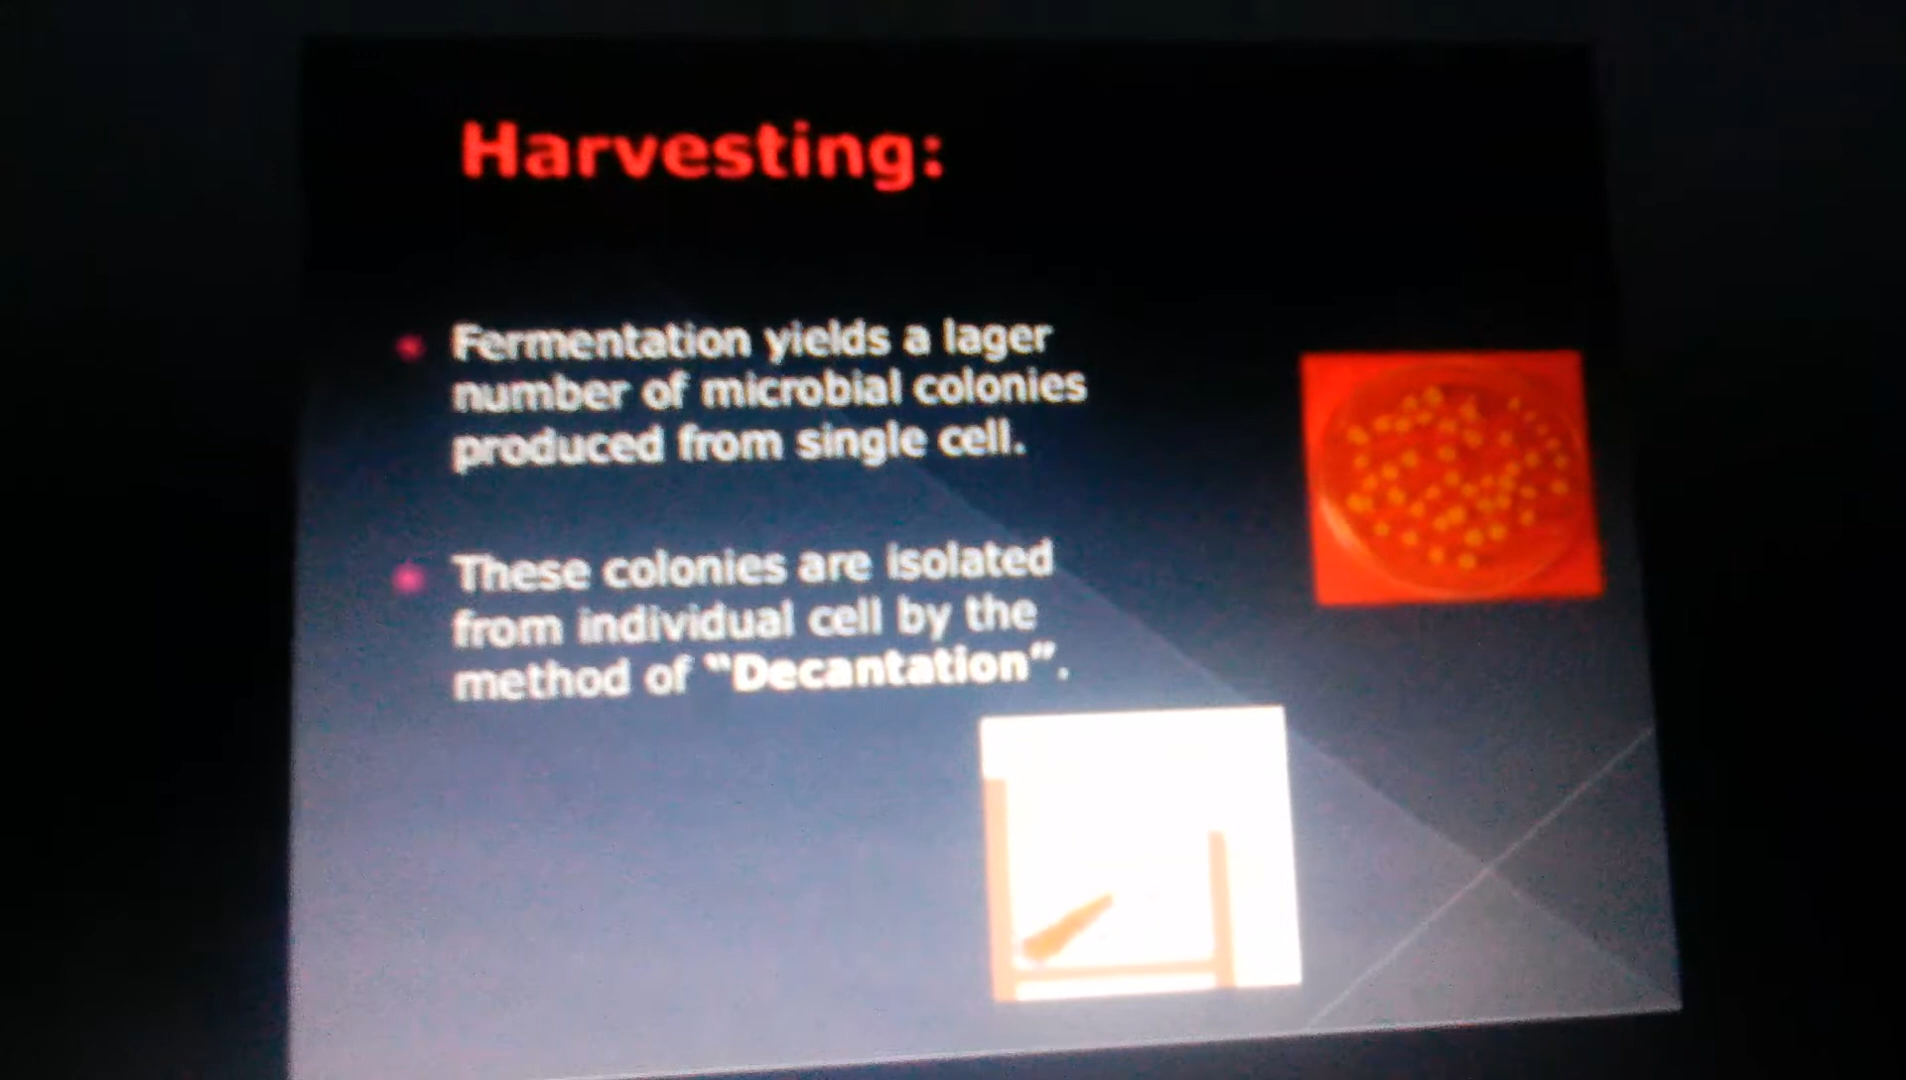 Harvesting:
Fermentation yields a lager
number of microbial colonies
produced from single cell.
These colonies are isolated
from individual cell by the
method of “Decantation”.